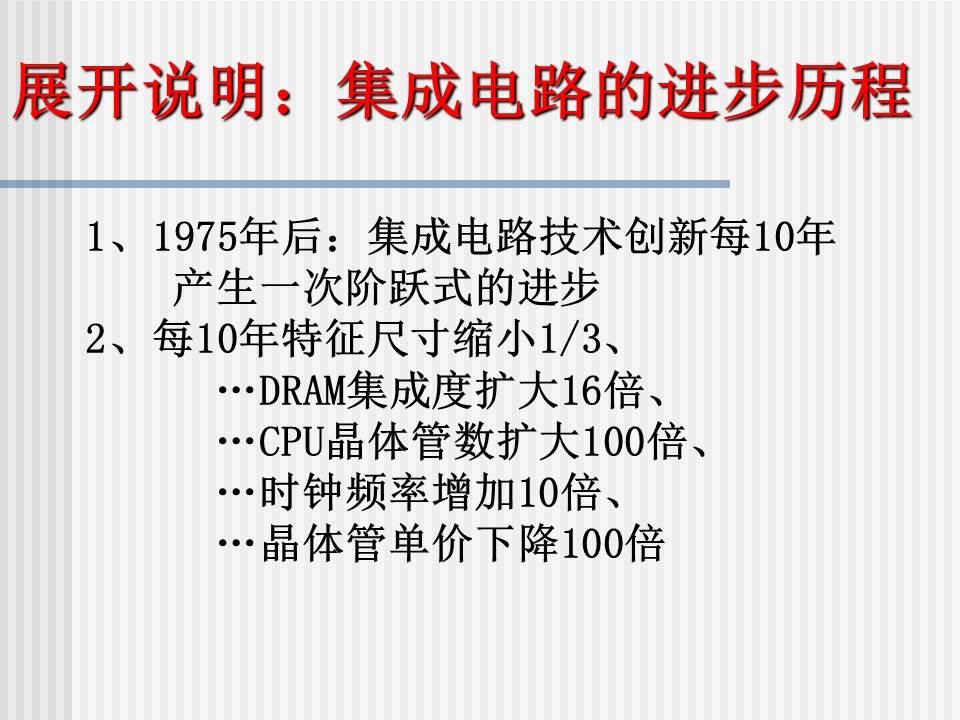 展开说明：集成电路的进步历程
1、1975年后：集成电路技术创新每10年
产生一次阶跃式的进步
2、每10年特征尺寸缩小1/3、
…DRAM集成度扩大16倍、
…CPU晶体管数扩大100倍、
…时钟频率增加10倍、
…晶体管单价下降100倍